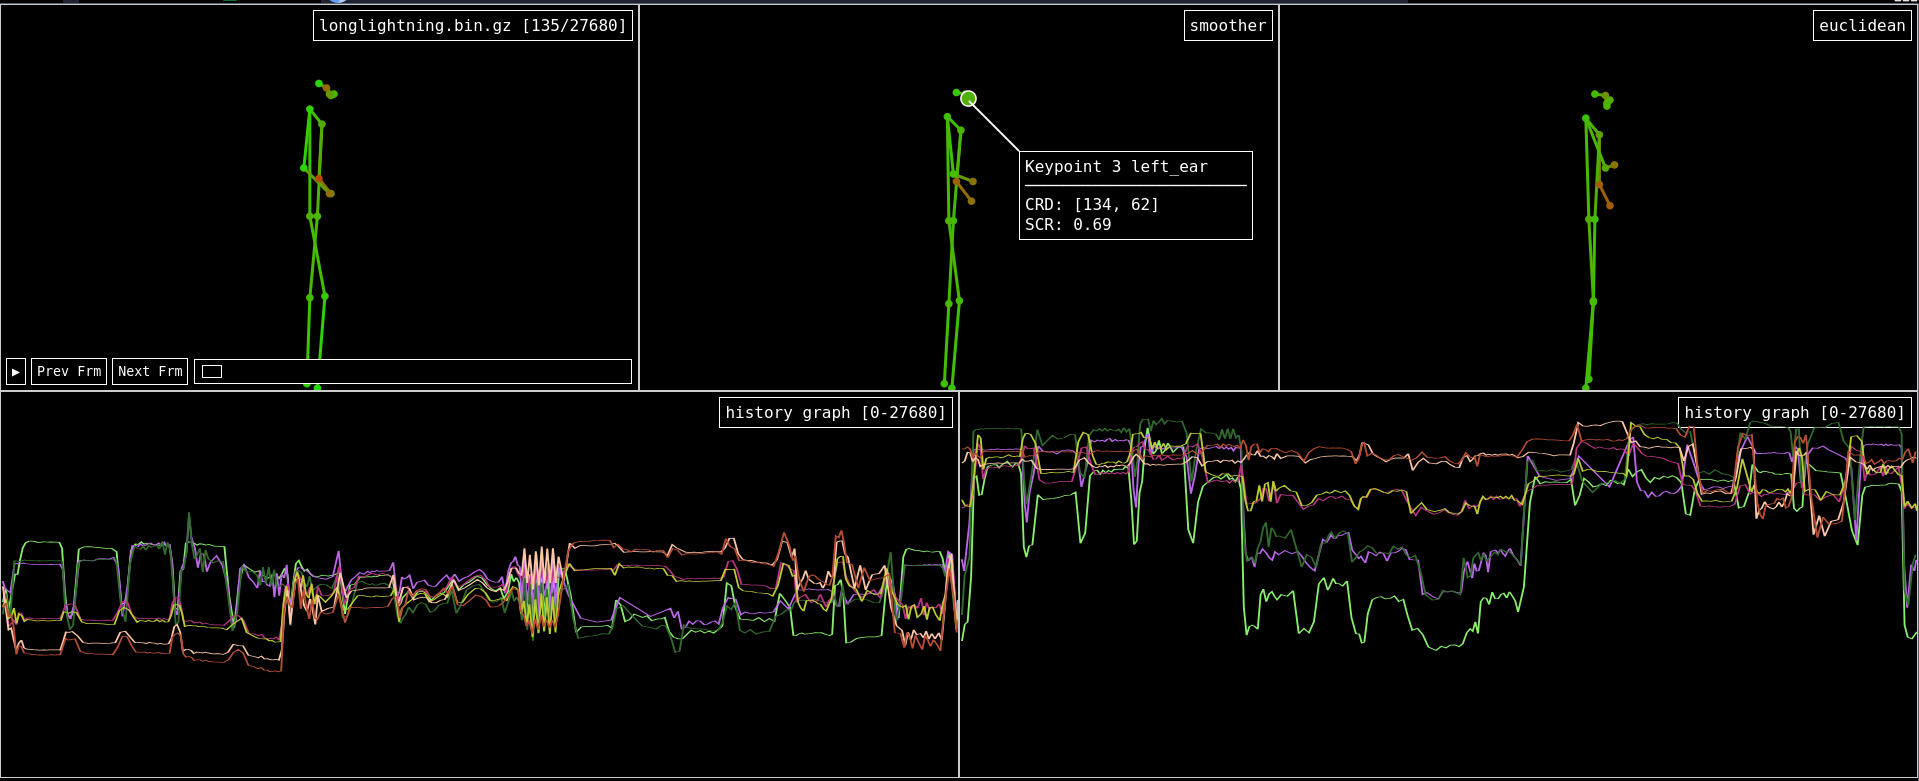 longlightning.bin.gz [135/27680]
smoother
euclidean
Keypoint 3 left_ear
CRD: [134, 62]
SCR: 0.69
▶ Prev Frm Next Frm
history graph [0-27680]
history graph [0-27680]